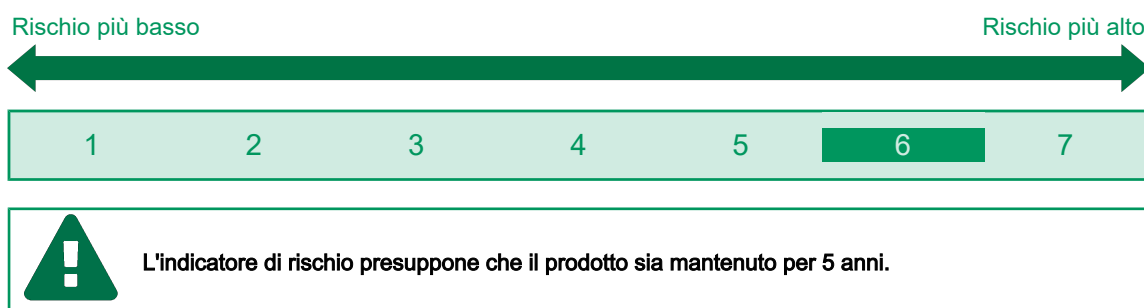 Rischio più basso Rischio più alto
1 2 3 4 5 6 7
L'indicatore di rischio presuppone che il prodotto sia mantenuto per 5 anni.